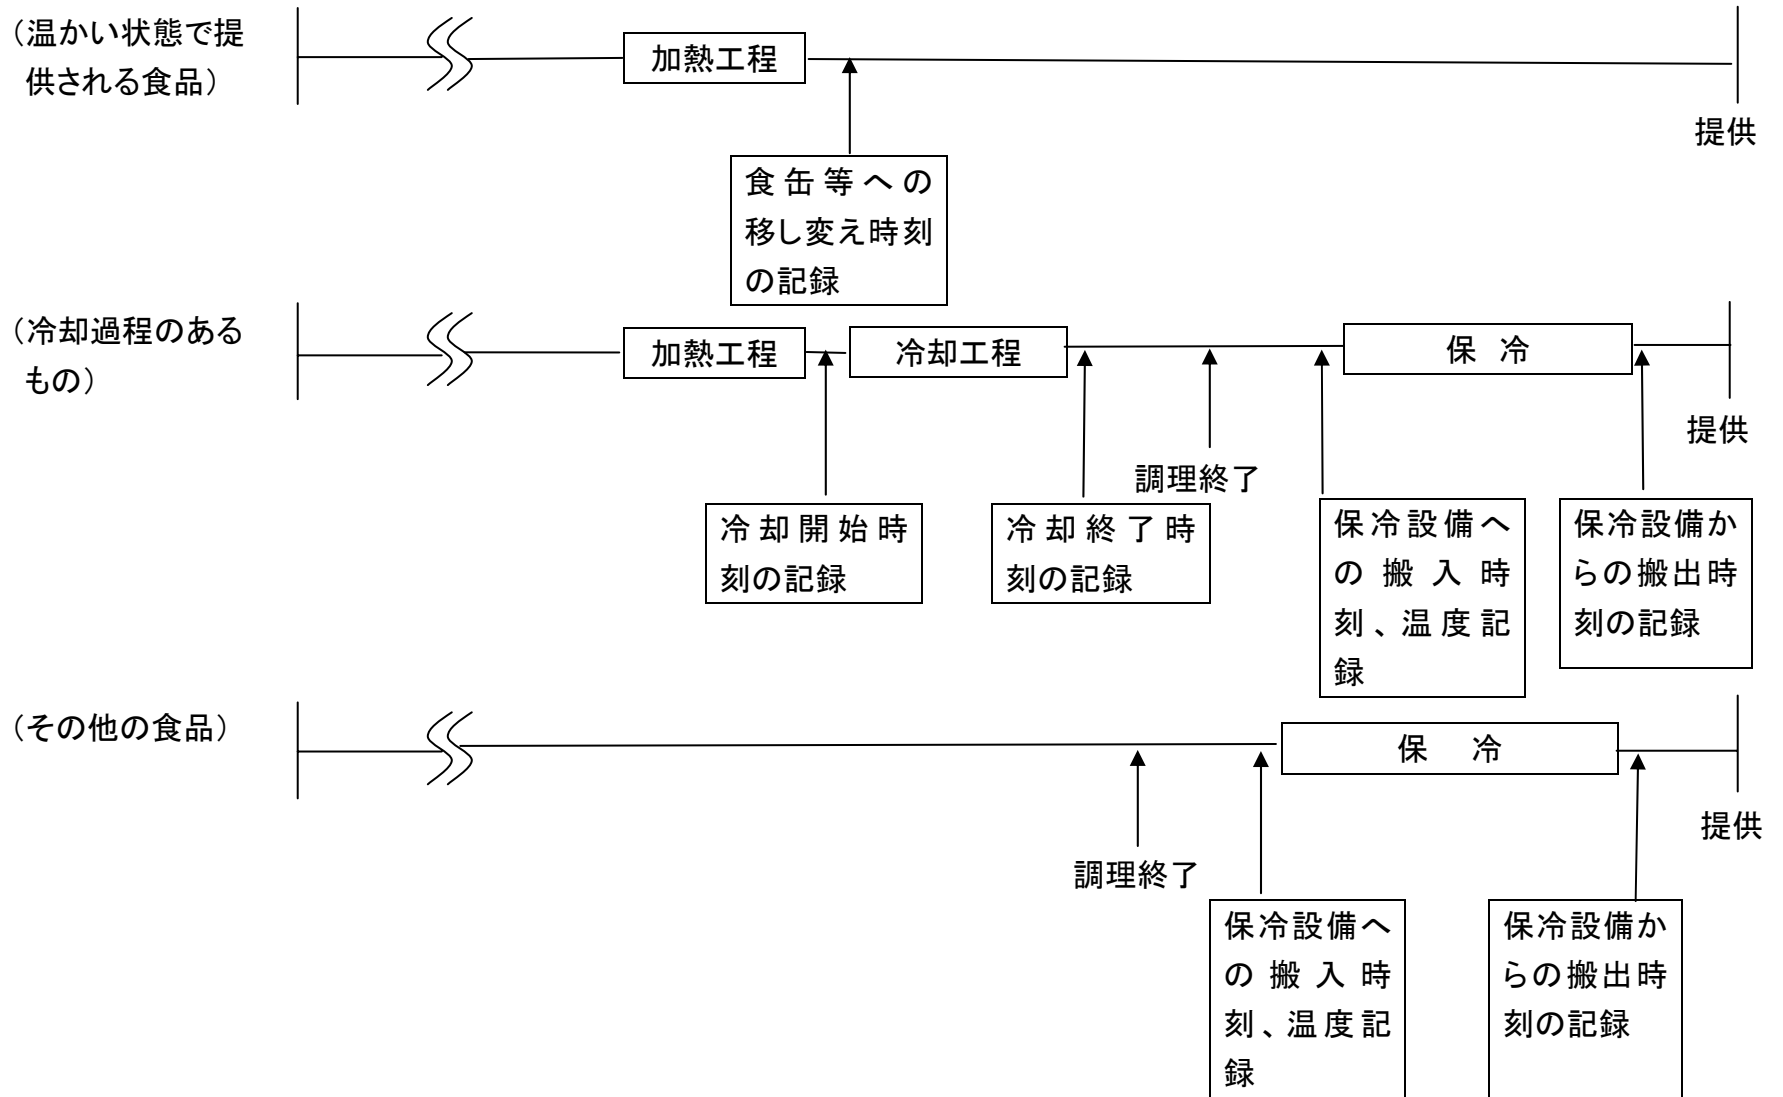 （温かい状態で提
供される食品）
加熱工程
提供
食缶等への
移し変え時刻
の記録
（冷却過程のある
もの）
加熱工程
冷却工程
保 冷
提供
調理終了
冷却開始時
刻の記録
冷却終了時
刻の記録
保冷設備へ
の搬入時
刻、温度記
録
保冷設備か
らの搬出時
刻の記録
（その他の食品）
保 冷
提供
調理終了
保冷設備へ
の搬入時
刻、温度記
録
保冷設備か
らの搬出時
刻の記録